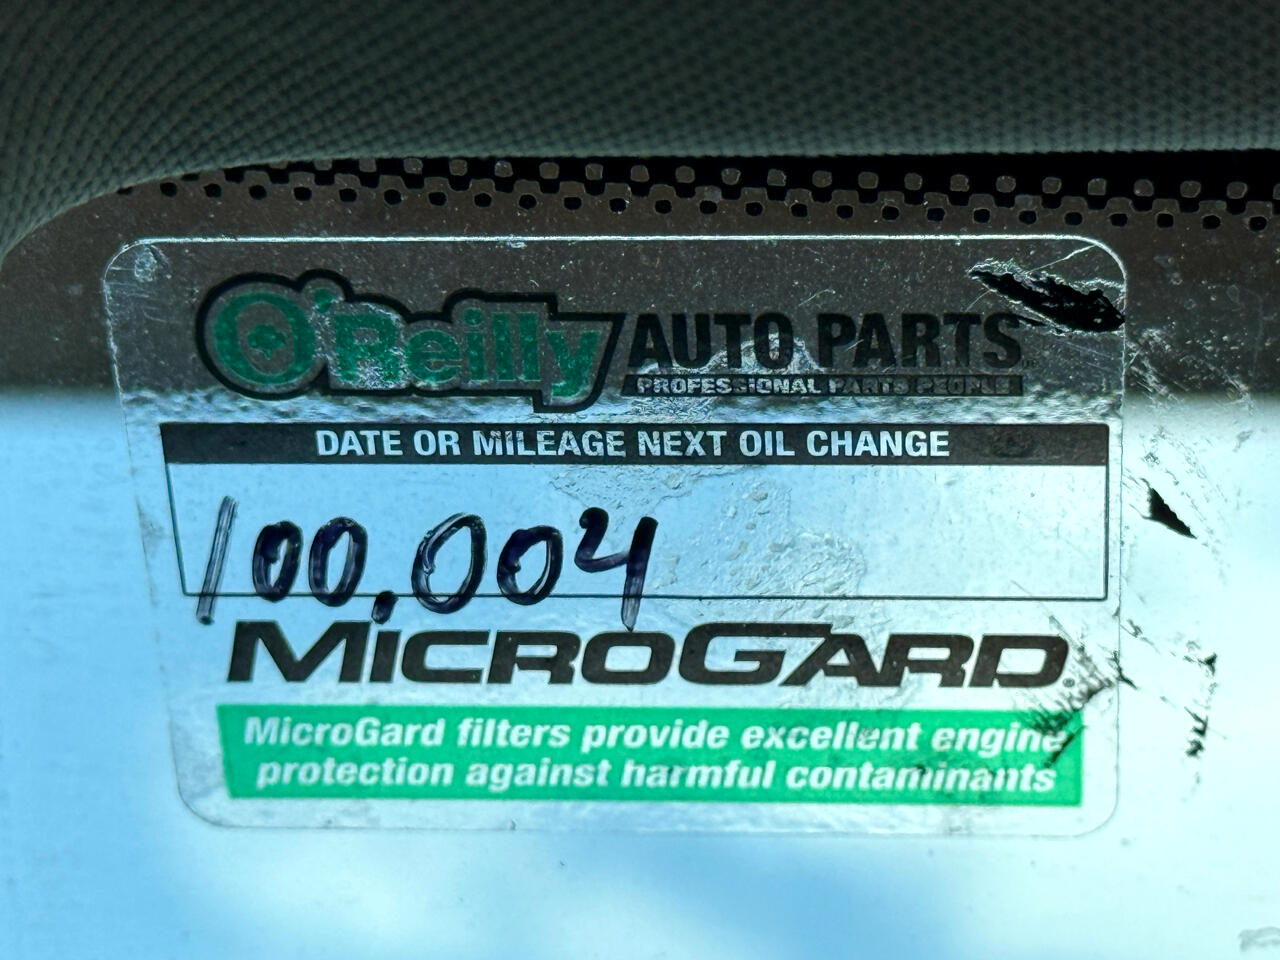 O'Reilly AUTO PARTS
PROFESSIONAL PARTS PEOPLE
DATE OR MILEAGE NEXT OIL CHANGE
100,004
MICROGARD®
MicroGard filters provide excellent engine
protection against harmful contaminants